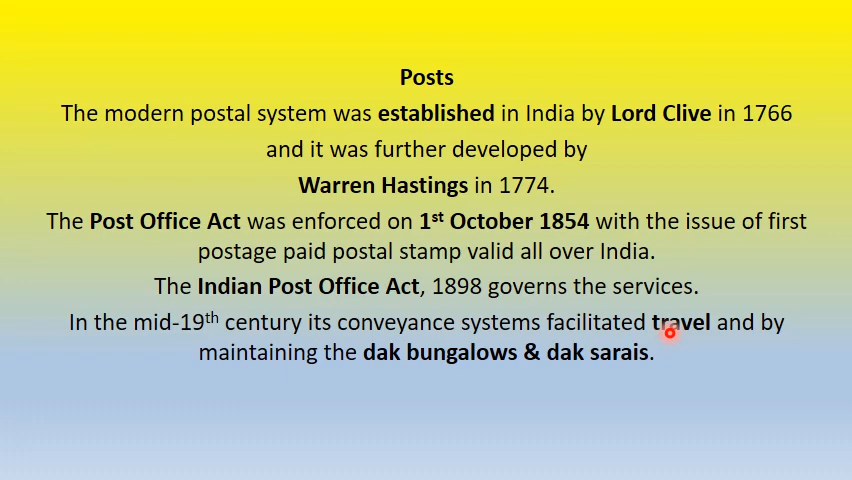 Posts
The modern postal system was established in India by Lord Clive in 1766
and it was further developed by
Warren Hastings in 1774.
The Post Office Act was enforced on 1st October 1854 with the issue of first
postage paid postal stamp valid all over India.
The Indian Post Office Act, 1898 governs the services.
In the mid-19th century its conveyance systems facilitated travel and by
maintaining the dak bungalows & dak sarais.